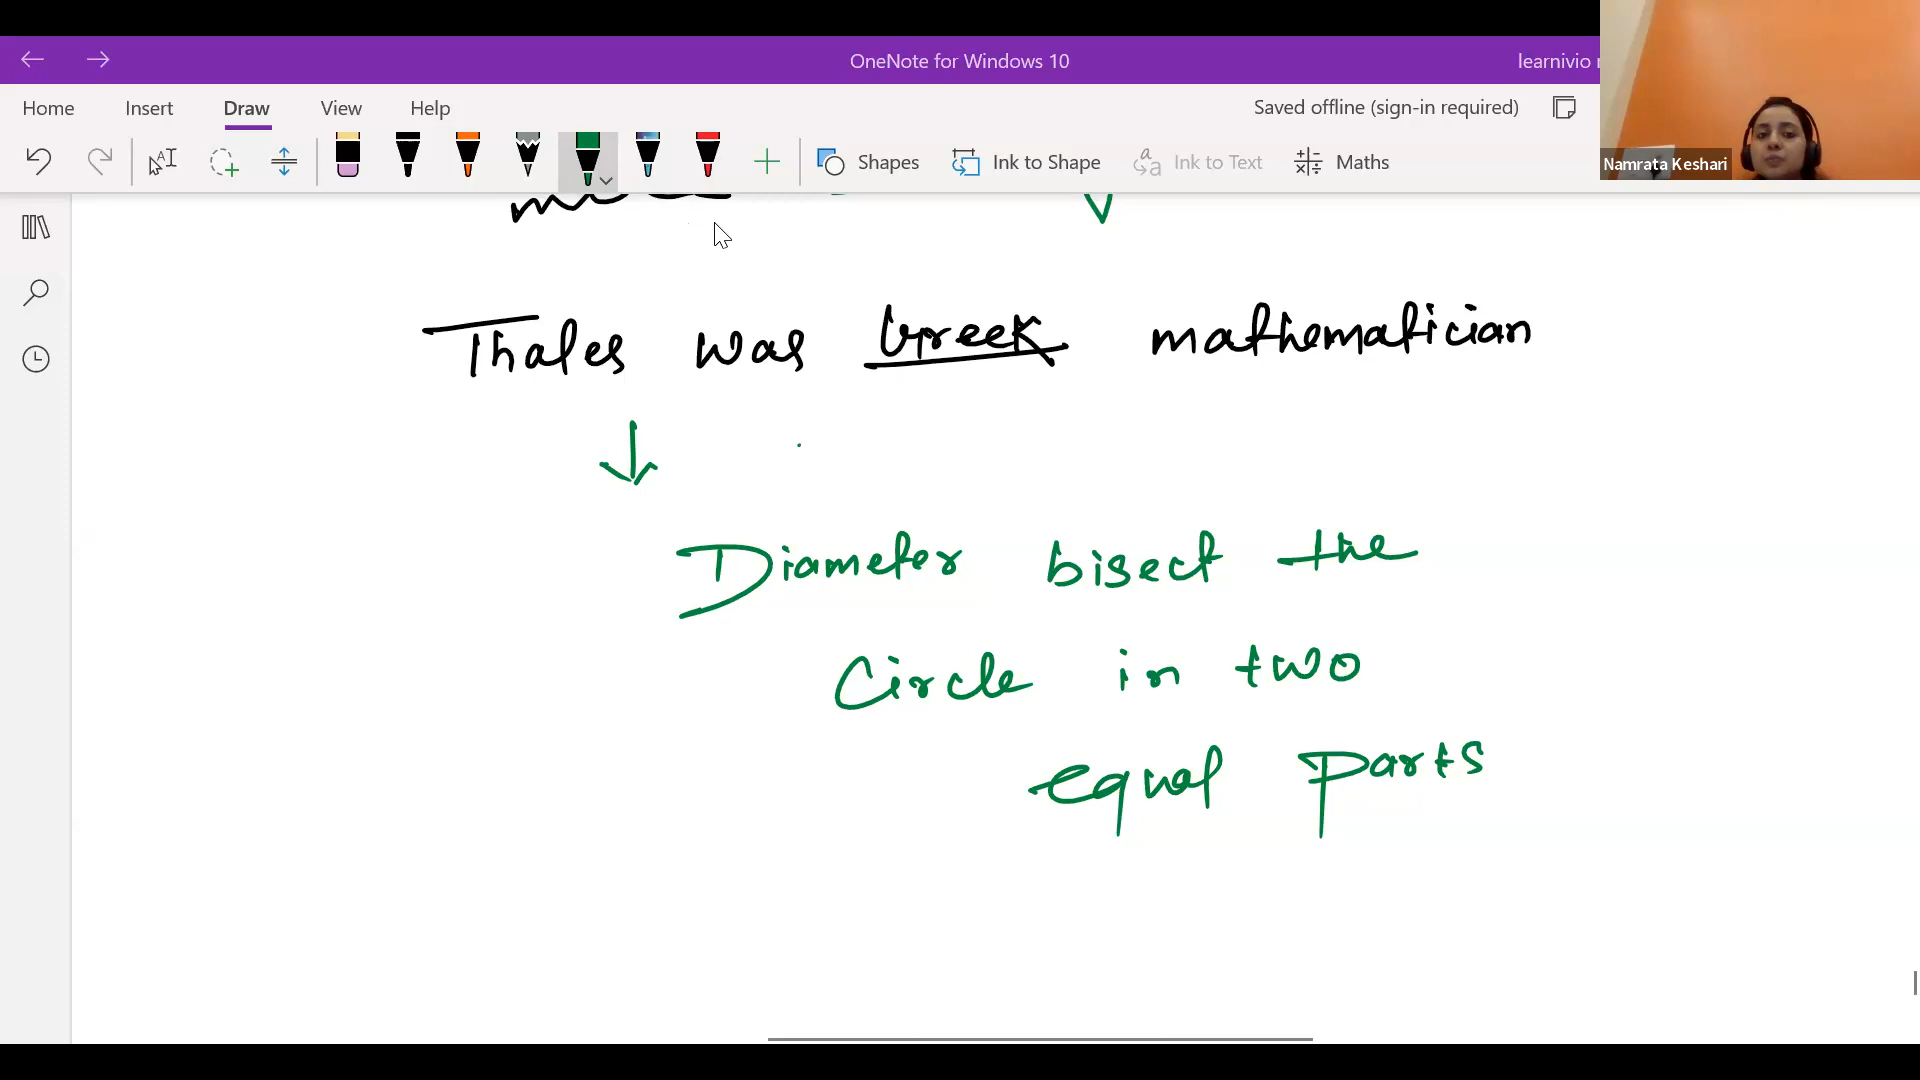 OneNote for Windows 10
learnivio
Home Insert Draw View Help
Saved offline (sign-in required)
Shapes Ink to Shape Ink to Text Maths
Namrata Keshari
Thales was Greek mathematician
Diameter bisect the
Circle in two
equal parts